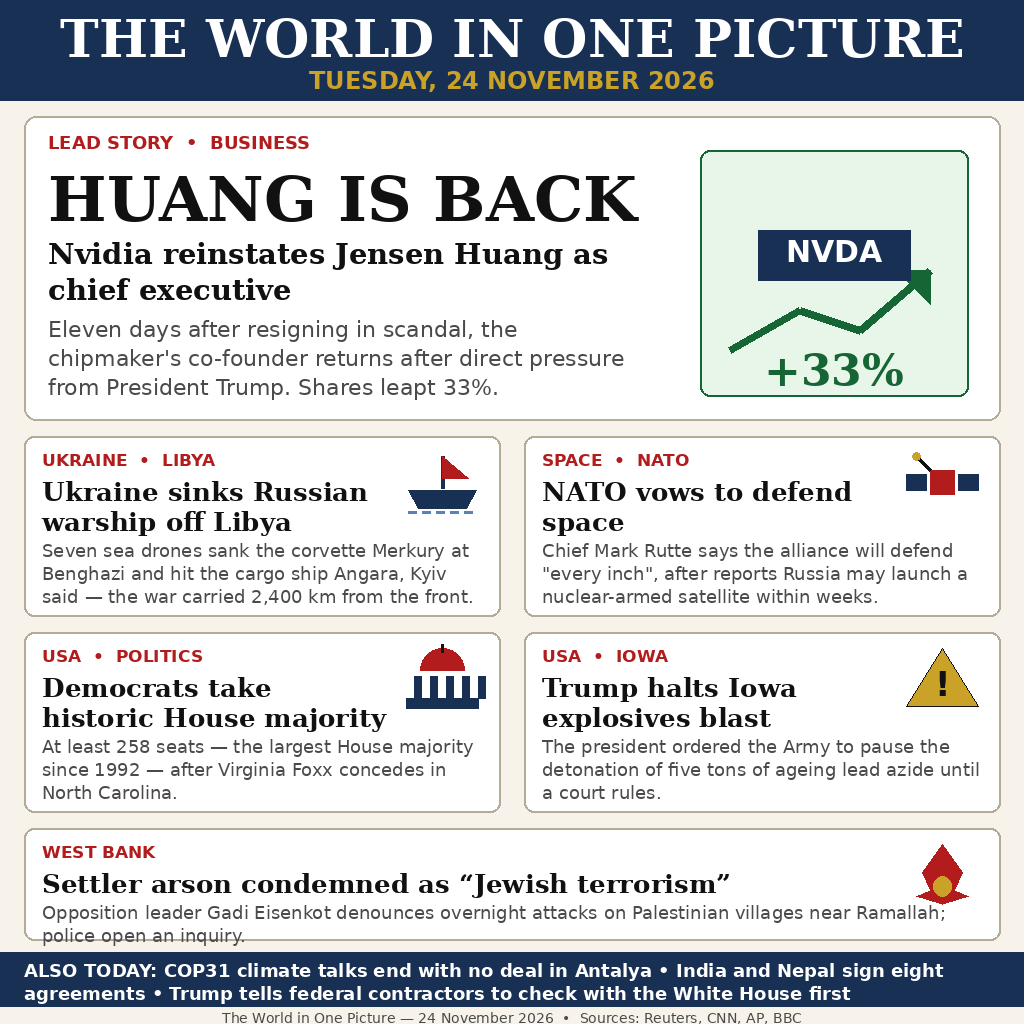 THE WORLD IN ONE PICTURE
TUESDAY, 24 NOVEMBER 2026
LEAD STORY • BUSINESS
HUANG IS BACK
Nvidia reinstates Jensen Huang as
chief executive
Eleven days after resigning in scandal, the
chipmaker's co-founder returns after direct pressure
from President Trump. Shares leapt 33%.
NVDA
+33%
UKRAINE • LIBYA
Ukraine sinks Russian
warship off Libya
Seven sea drones sank the corvette Merkury at
Benghazi and hit the cargo ship Angara, Kyiv
said — the war carried 2,400 km from the front.
SPACE • NATO
NATO vows to defend
space
Chief Mark Rutte says the alliance will defend
"every inch", after reports Russia may launch a
nuclear-armed satellite within weeks.
USA • POLITICS
Democrats take
historic House majority
At least 258 seats — the largest House majority
since 1992 — after Virginia Foxx concedes in
North Carolina.
USA • IOWA
Trump halts Iowa
explosives blast
The president ordered the Army to pause the
detonation of five tons of ageing lead azide until
a court rules.
!
WEST BANK
Settler arson condemned as “Jewish terrorism”
Opposition leader Gadi Eisenkot denounces overnight attacks on Palestinian villages near Ramallah;
police open an inquiry.
ALSO TODAY: COP31 climate talks end with no deal in Antalya • India and Nepal sign eight
agreements • Trump tells federal contractors to check with the White House first
The World in One Picture — 24 November 2026 • Sources: Reuters, CNN, AP, BBC